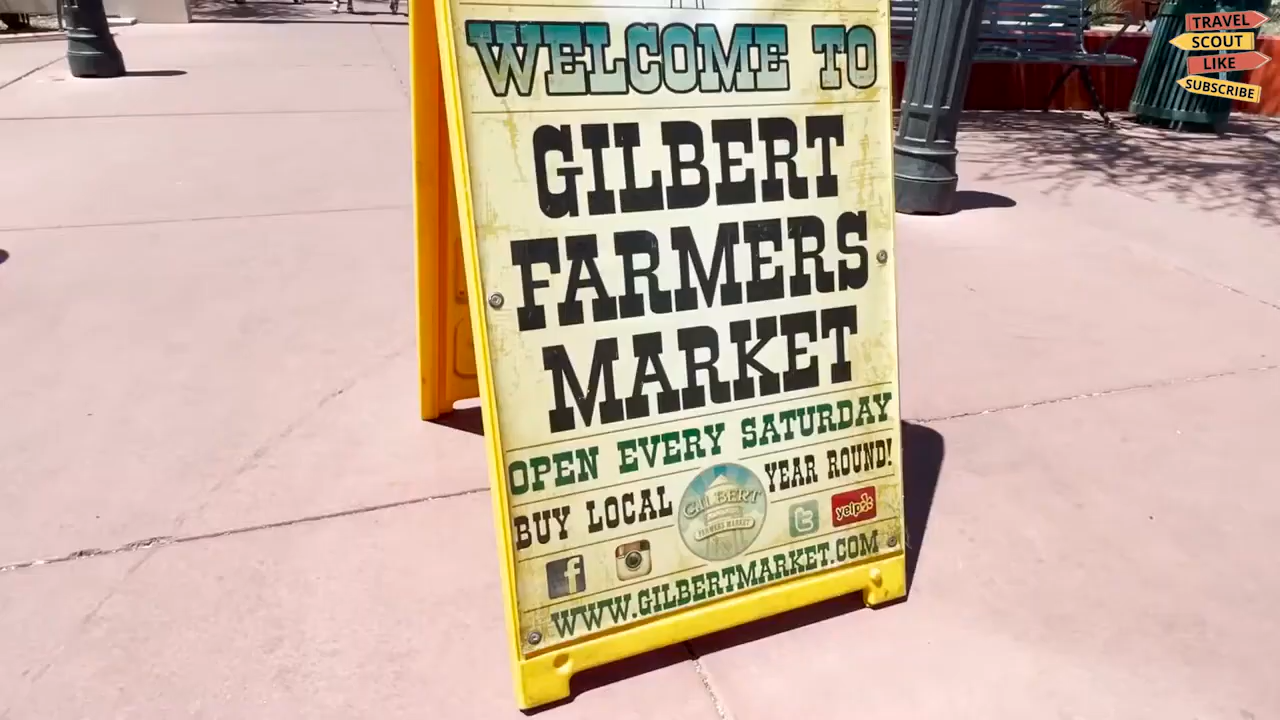 TRAVEL
SCOUT
LIKE
SUBSCRIBE
WELCOME TO
GILBERT
FARMERS
MARKET
OPEN EVERY SATURDAY
BUY LOCAL YEAR ROUND!
GILBERT
FARMERS MARKET
f t yelp
WWW.GILBERTMARKET.COM